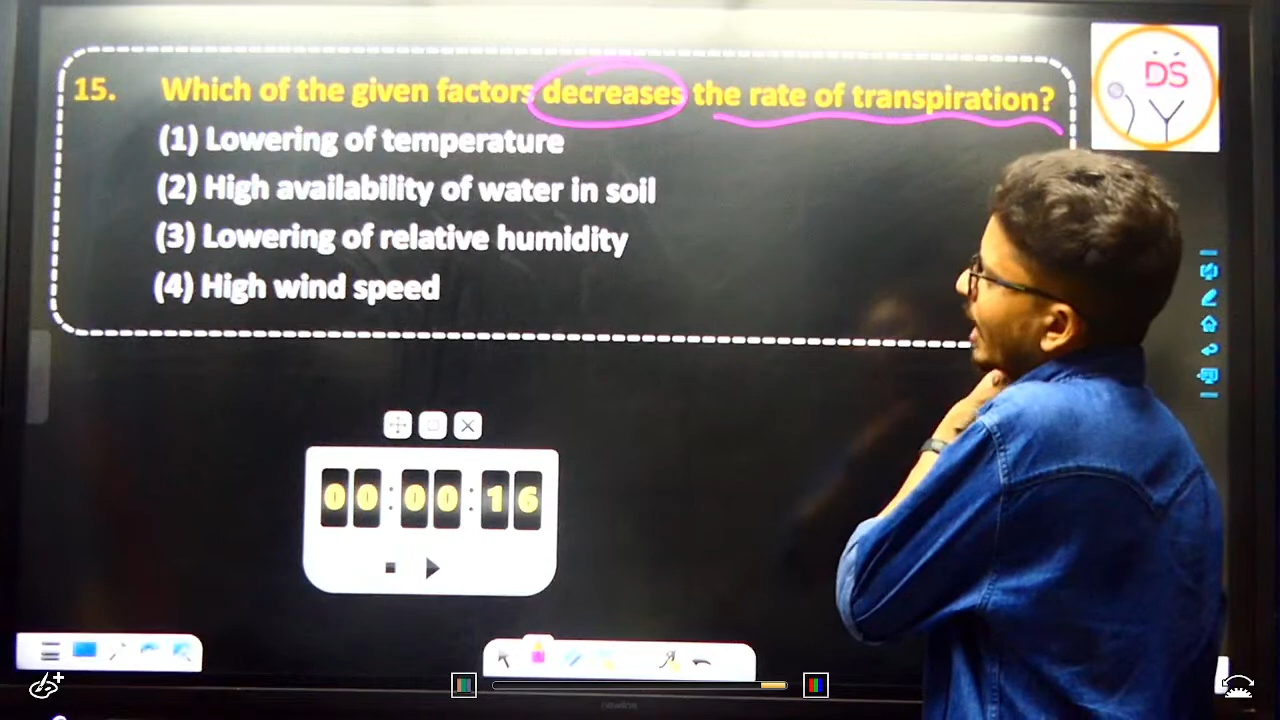 15. Which of the given factors decreases the rate of transpiration?
(1) Lowering of temperature
(2) High availability of water in soil
(3) Lowering of relative humidity
(4) High wind speed
DS
00:00:16